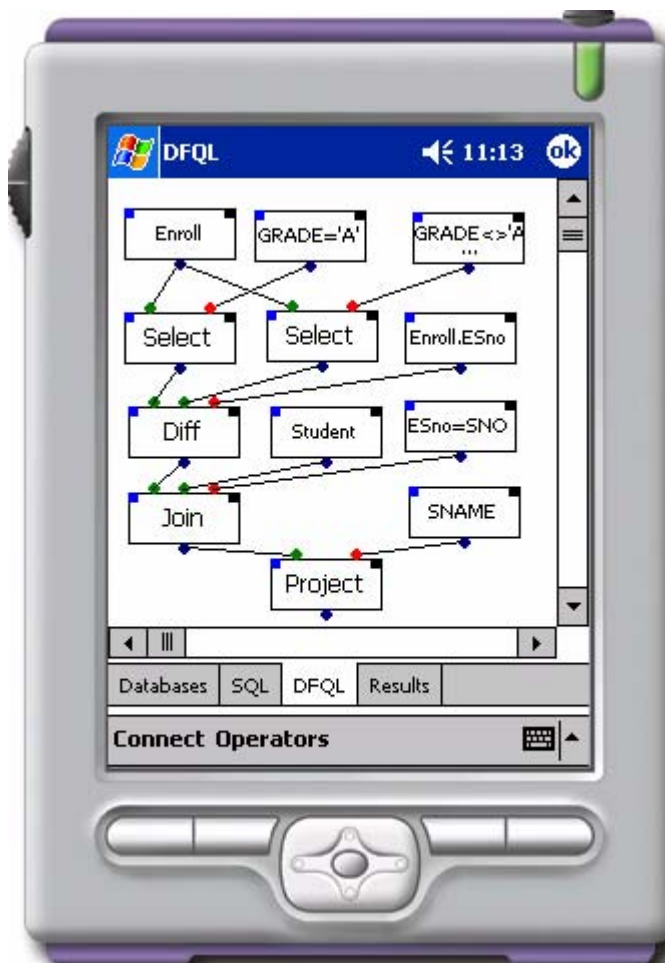 DFQL 11:13 ok
Enroll GRADE='A' GRADE<>'A
...
Select Select Enroll.ESno
Diff Student ESno=SNO
Join SNAME
Project
Databases SQL DFQL Results
Connect Operators